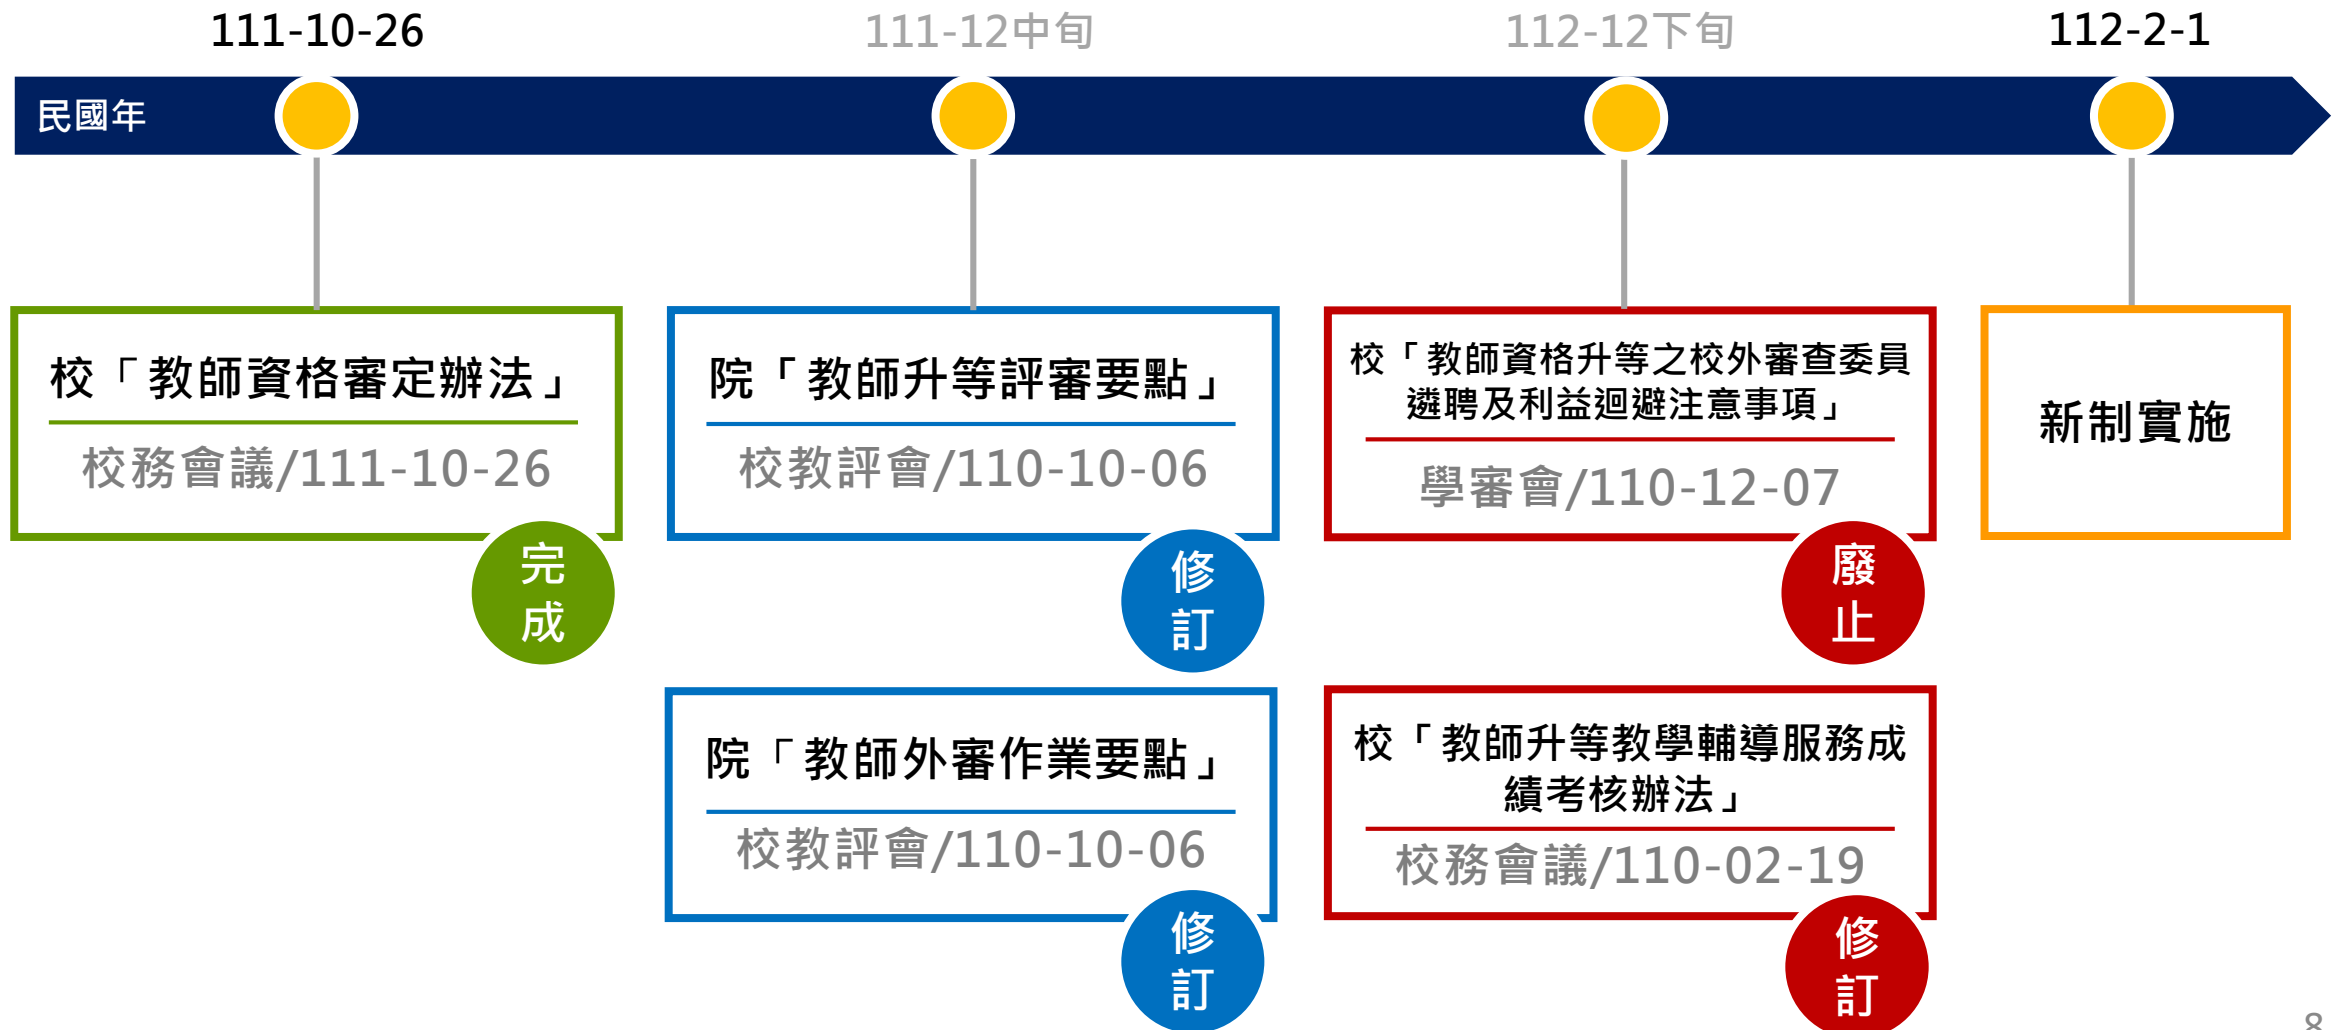 111-10-26
111-12中旬
112-12下旬
112-2-1
民國年
校「教師資格審定辦法」
校務會議/111-10-26
完
成
院「教師升等評審要點」
校教評會/110-10-06
修
訂
校「教師資格升等之校外審查委員
遴聘及利益迴避注意事項」
學審會/110-12-07
廢
止
新制實施
院「教師外審作業要點」
校教評會/110-10-06
修
訂
校「教師升等教學輔導服務成
績考核辦法」
校務會議/110-02-19
修
訂
8